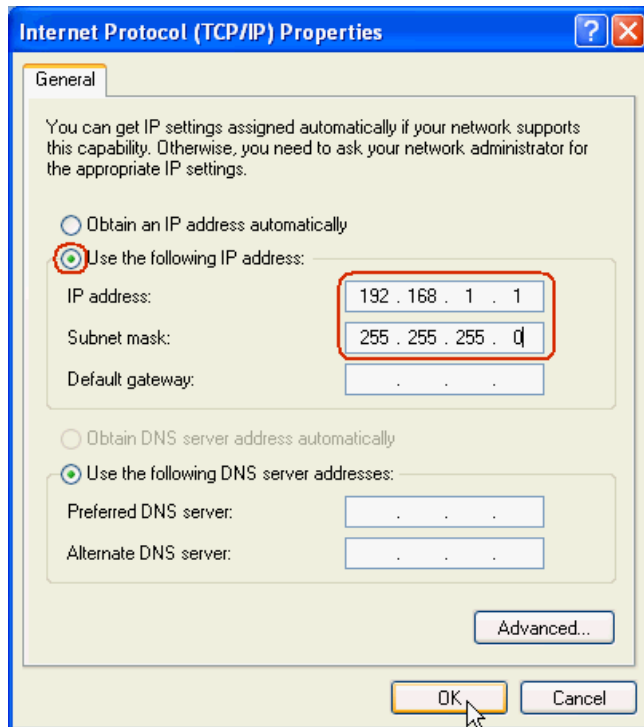 Internet Protocol (TCP/IP) Properties
General
You can get IP settings assigned automatically if your network supports
this capability. Otherwise, you need to ask your network administrator for
the appropriate IP settings.
Obtain an IP address automatically
Use the following IP address:
IP address: 192 . 168 . 1 . 1
Subnet mask: 255 . 255 . 255 . 0
Default gateway: . . .
Obtain DNS server address automatically
Use the following DNS server addresses:
Preferred DNS server: . . .
Alternate DNS server: . . .
Advanced...
OK Cancel